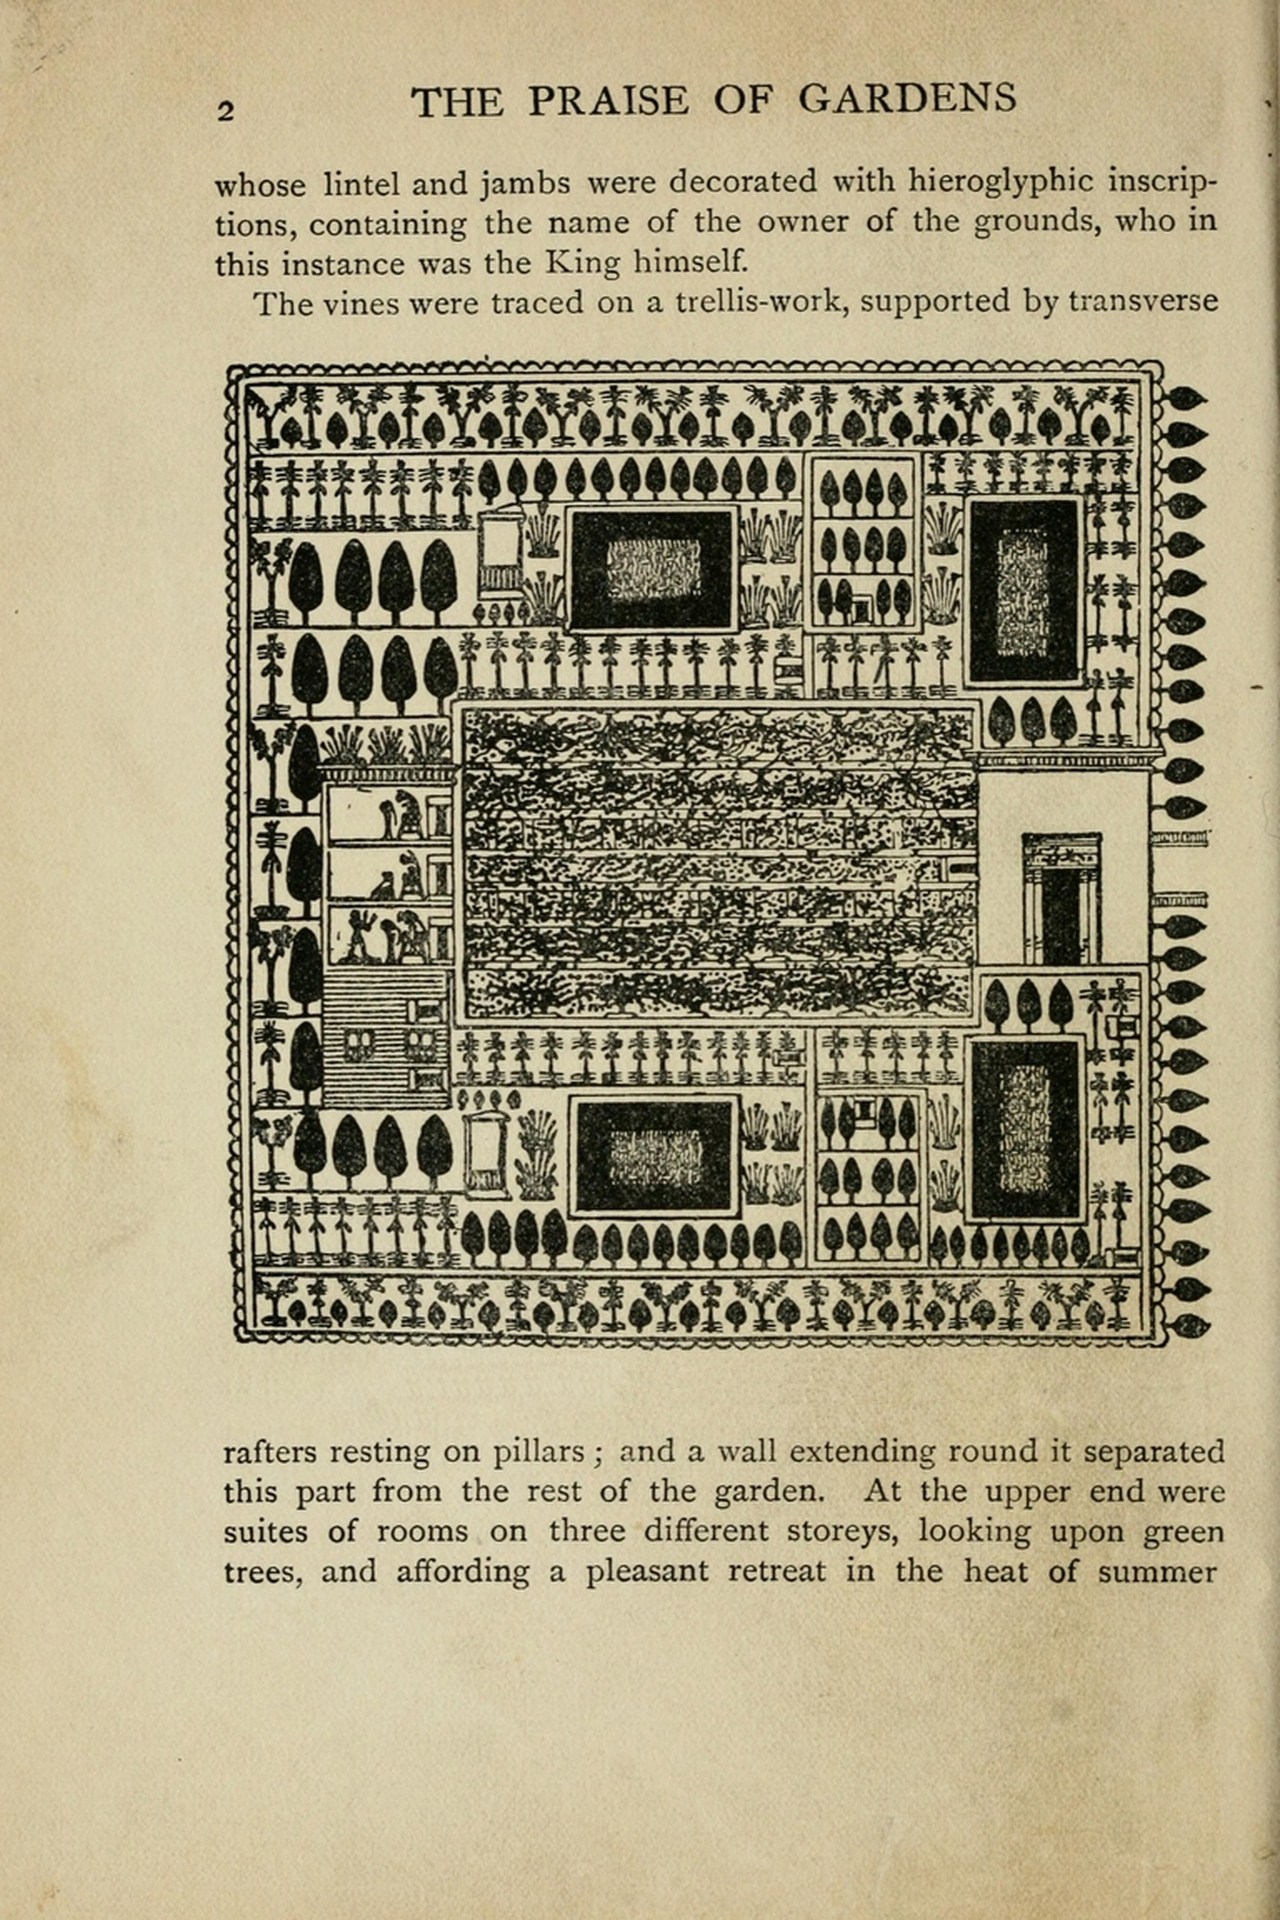 2
THE PRAISE OF GARDENS
whose lintel and jambs were decorated with hieroglyphic inscrip-
tions, containing the name of the owner of the grounds, who in
this instance was the King himself.
The vines were traced on a trellis-work, supported by transverse
rafters resting on pillars ; and a wall extending round it separated
this part from the rest of the garden. At the upper end were
suites of rooms on three different storeys, looking upon green
trees, and affording a pleasant retreat in the heat of summer